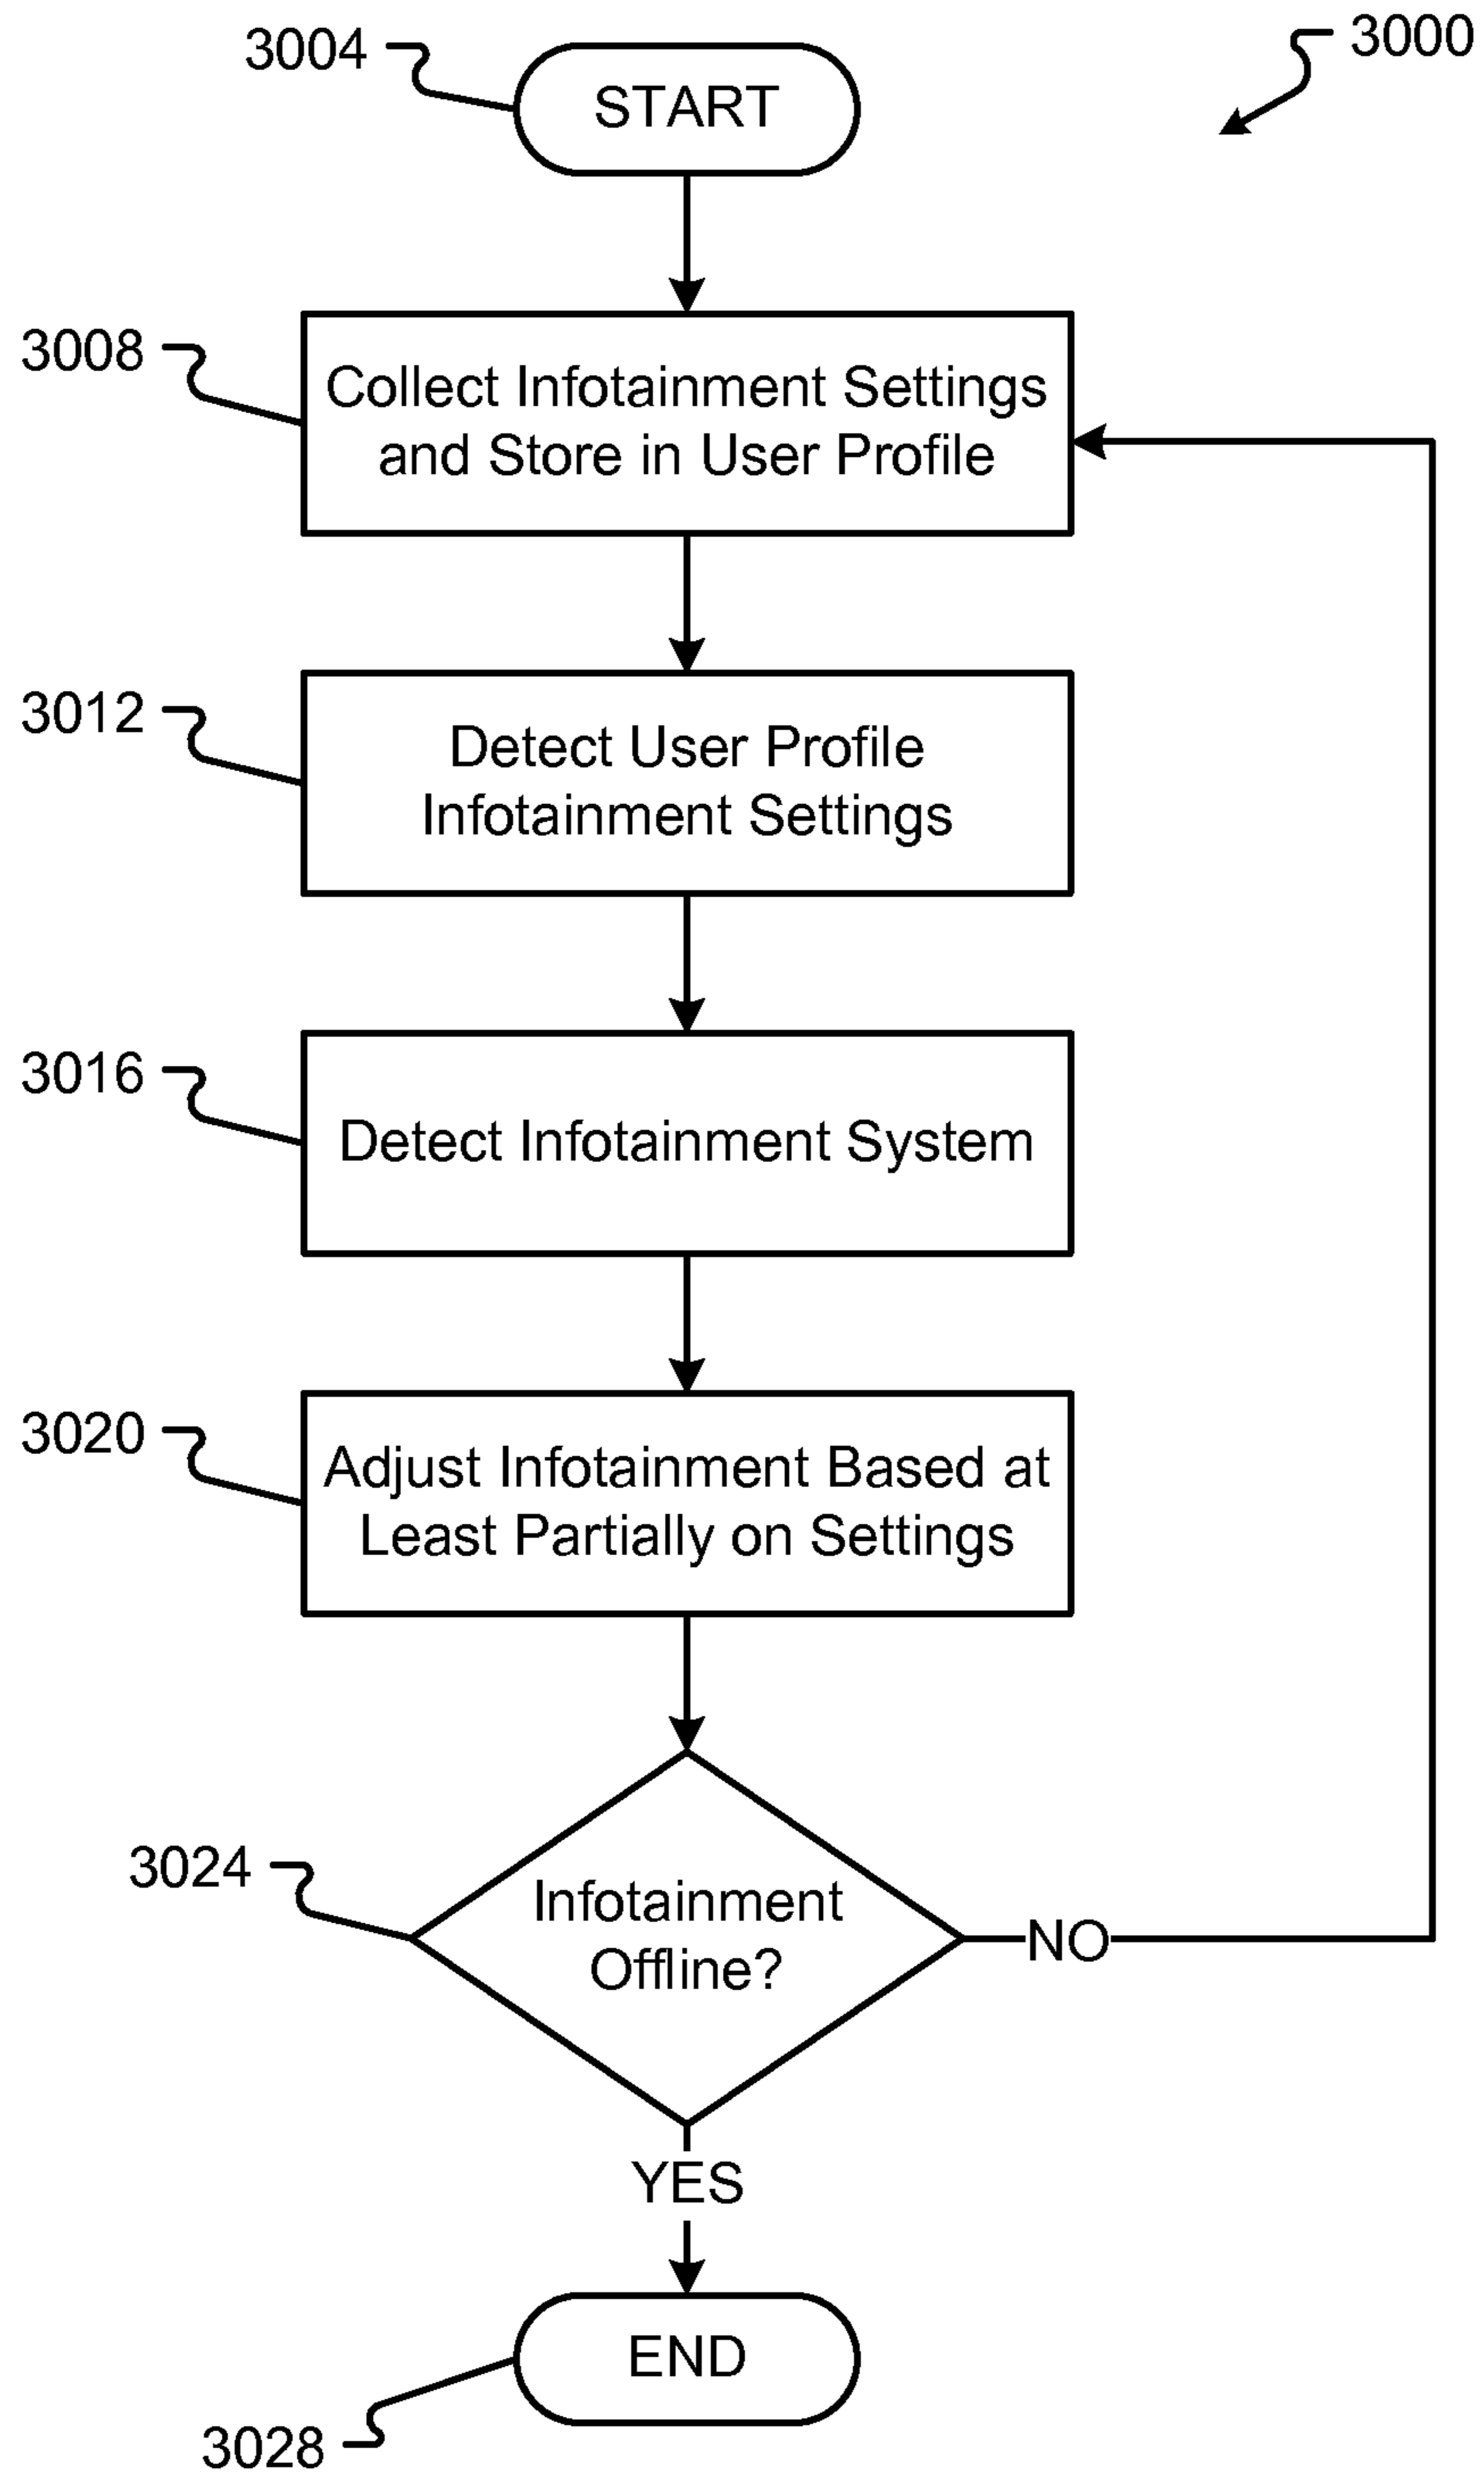 3000
3004
START
3008
Collect Infotainment Settings
and Store in User Profile
3012
Detect User Profile
Infotainment Settings
3016
Detect Infotainment System
3020
Adjust Infotainment Based at
Least Partially on Settings
3024
Infotainment
Offline?
NO
YES
END
3028